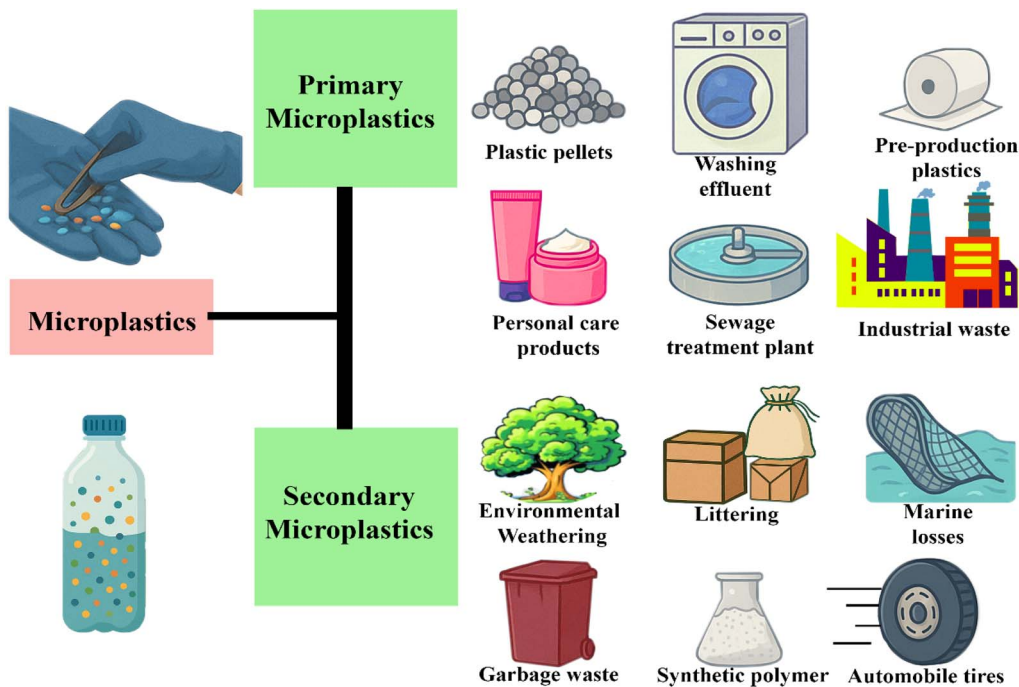 Primary
Microplastics
Plastic pellets
Washing
effluent
Pre-production
plastics
Microplastics
Personal care
products
Sewage
treatment plant
Industrial waste
Secondary
Microplastics
Environmental
Weathering
Littering
Marine
losses
Garbage waste
Synthetic polymer
Automobile tires